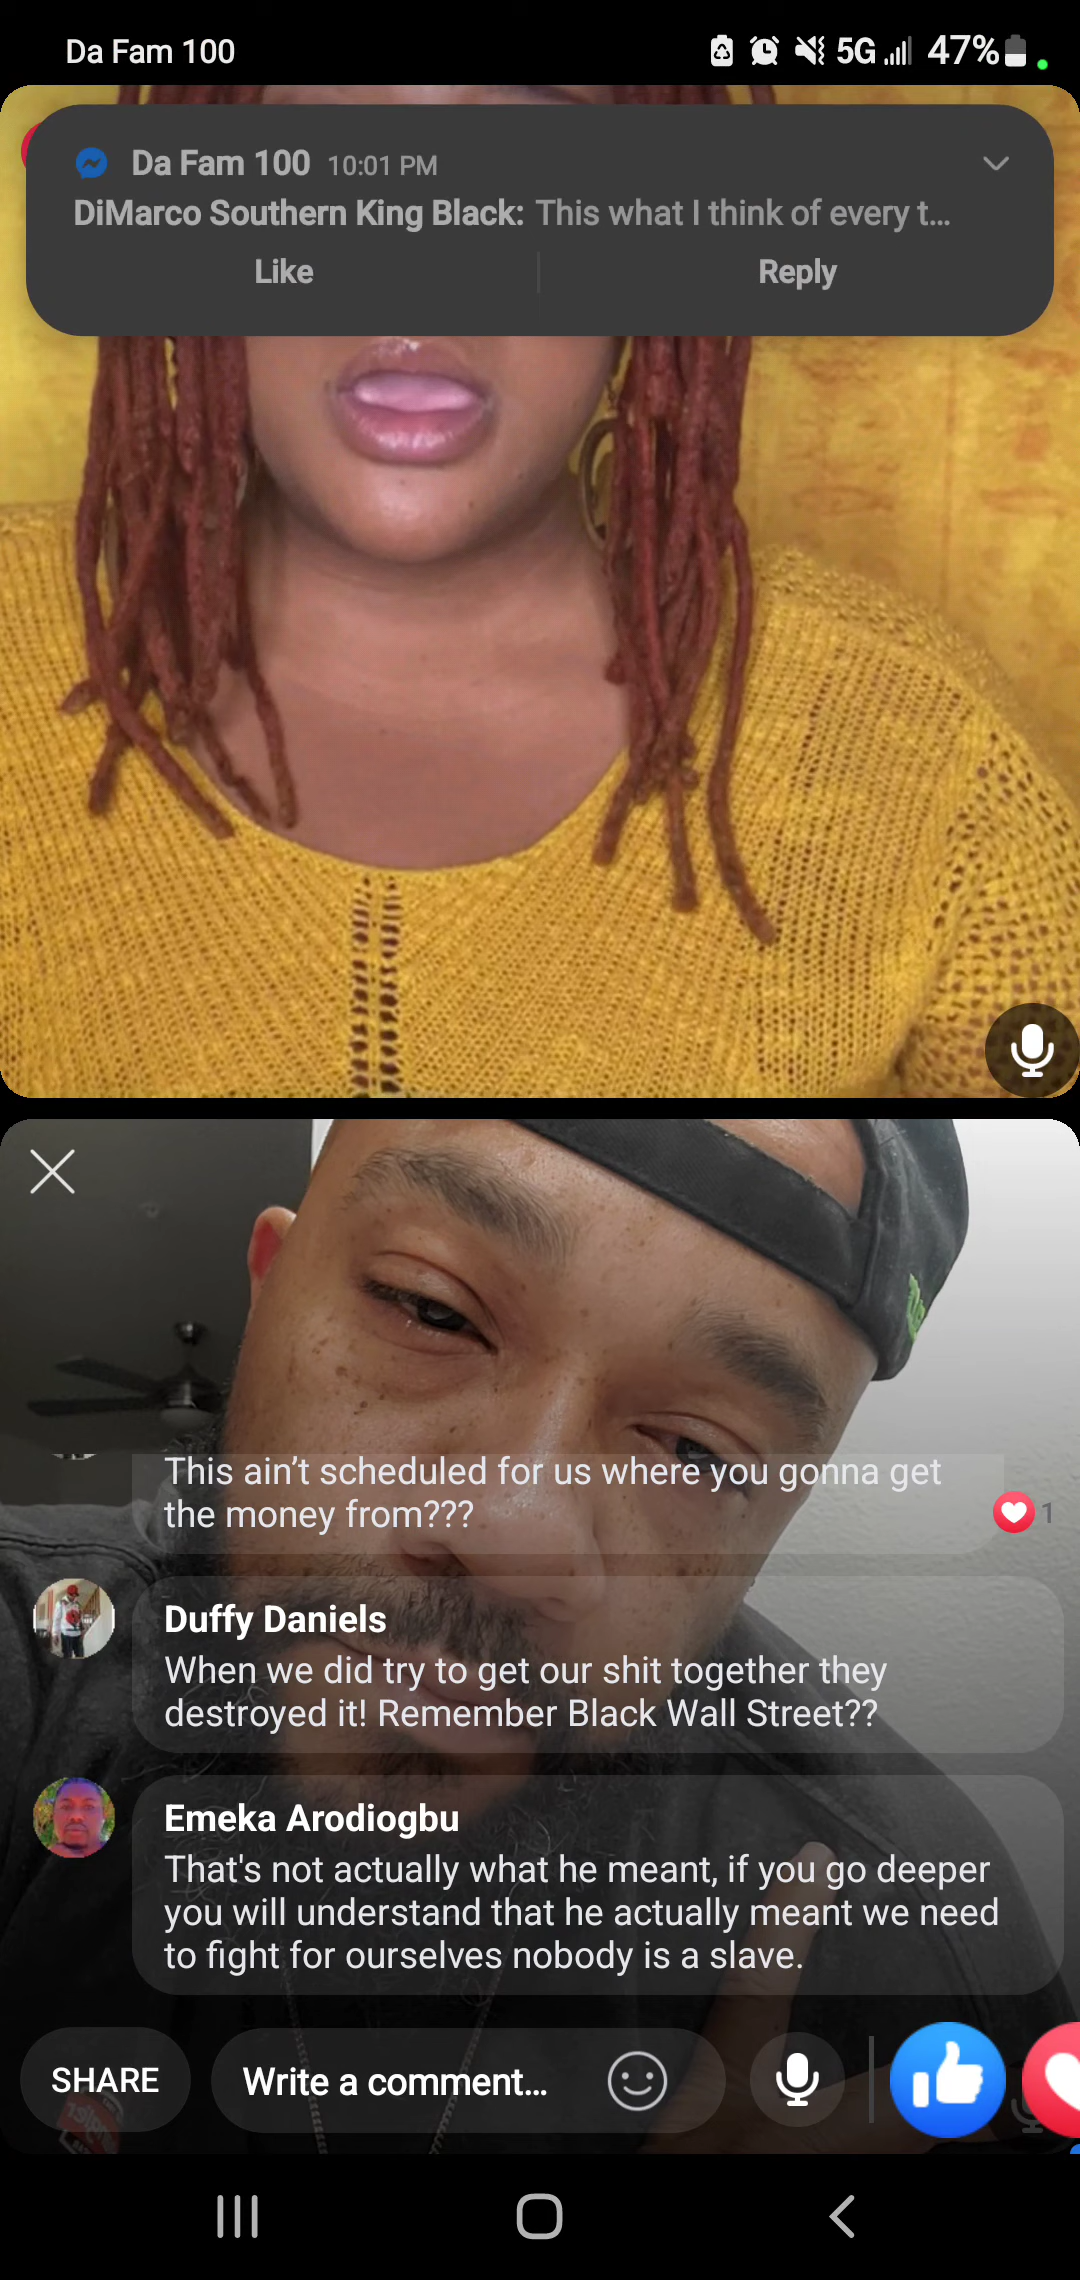 Da Fam 100
5G
47%
Da Fam 100 10:01 PM
DiMarco Southern King Black: This what I think of every t...
Like
Reply
This ain't scheduled for us where you gonna get
the money from???
1
Duffy Daniels
When we did try to get our shit together they
destroyed it! Remember Black Wall Street??
Emeka Arodiogbu
That's not actually what he meant, if you go deeper
you will understand that he actually meant we need
to fight for ourselves nobody is a slave.
SHARE
Write a comment...